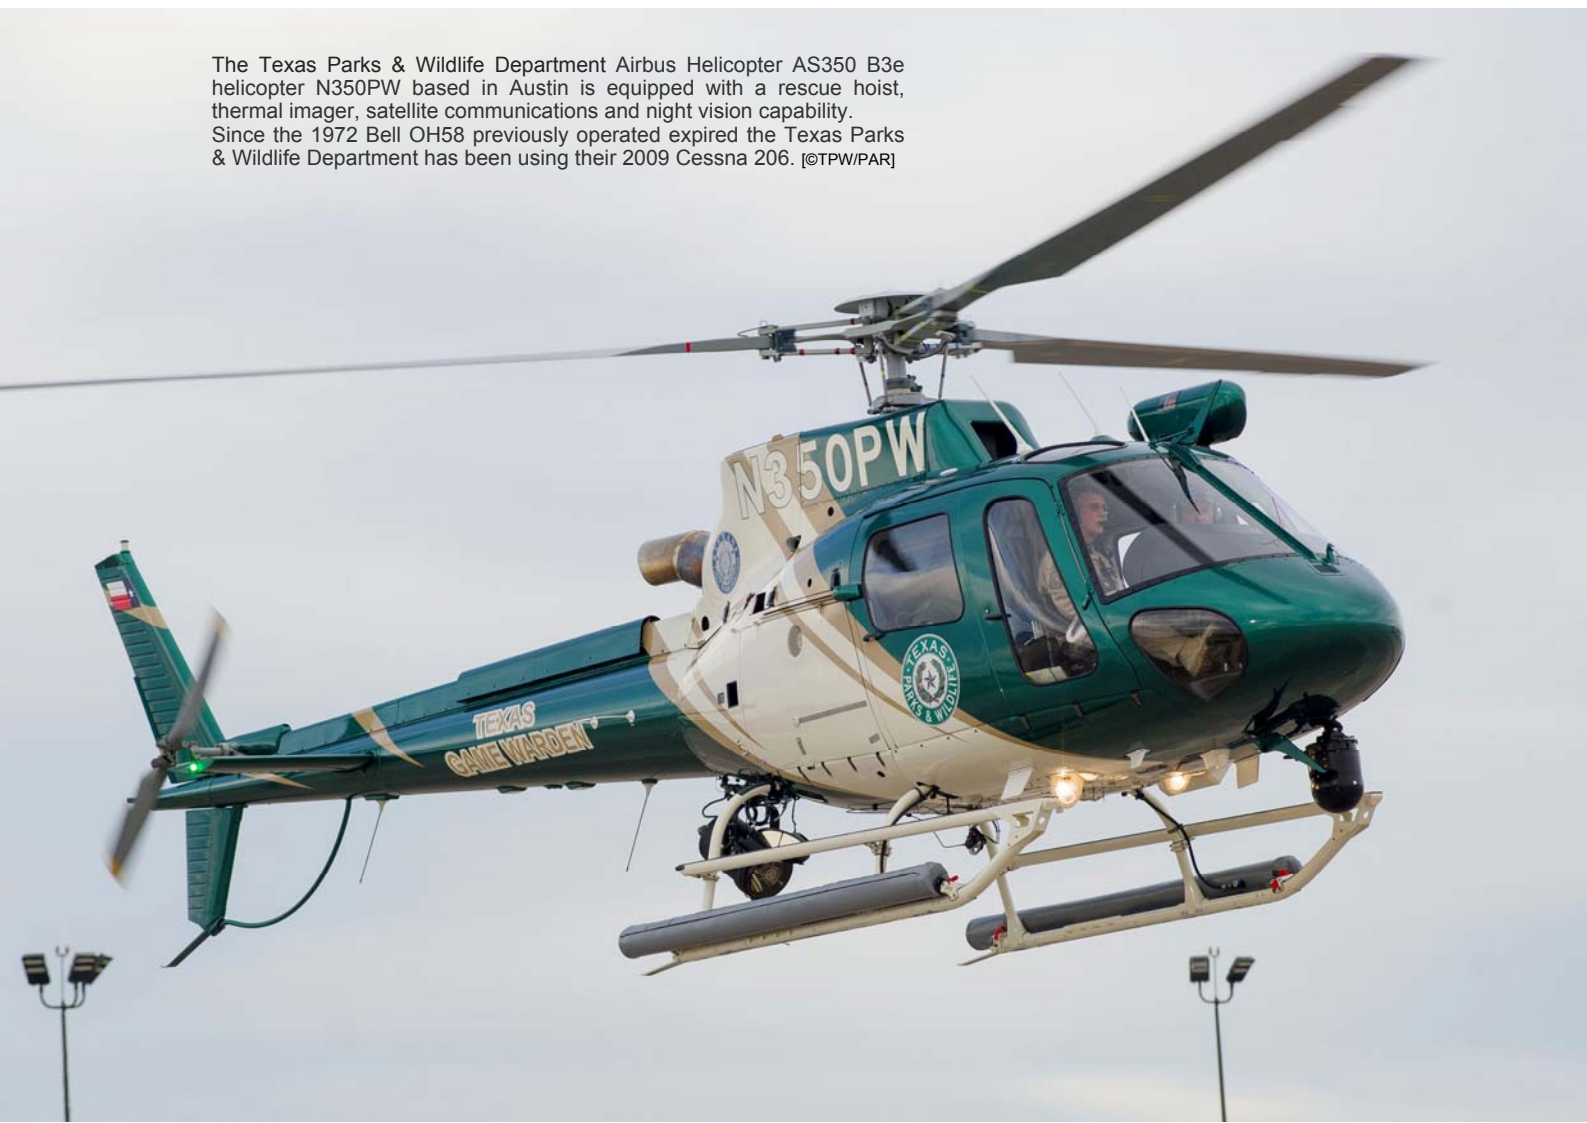 The Texas Parks & Wildlife Department Airbus Helicopter AS350 B3e
helicopter N350PW based in Austin is equipped with a rescue hoist,
thermal imager, satellite communications and night vision capability.
Since the 1972 Bell OH58 previously operated expired the Texas Parks
& Wildlife Department has been using their 2009 Cessna 206. [©TPW/PAR]
N350PW
TEXAS
PARKS & WILDLIFE
TEXAS
GAME WARDEN